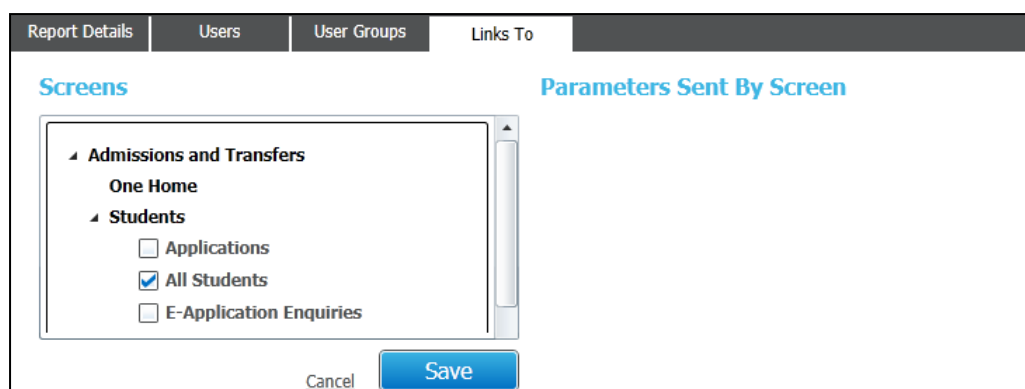 Report Details Users User Groups Links To
Screens
Parameters Sent By Screen
Admissions and Transfers
One Home
Students
Applications
All Students
E-Application Enquiries
Cancel Save